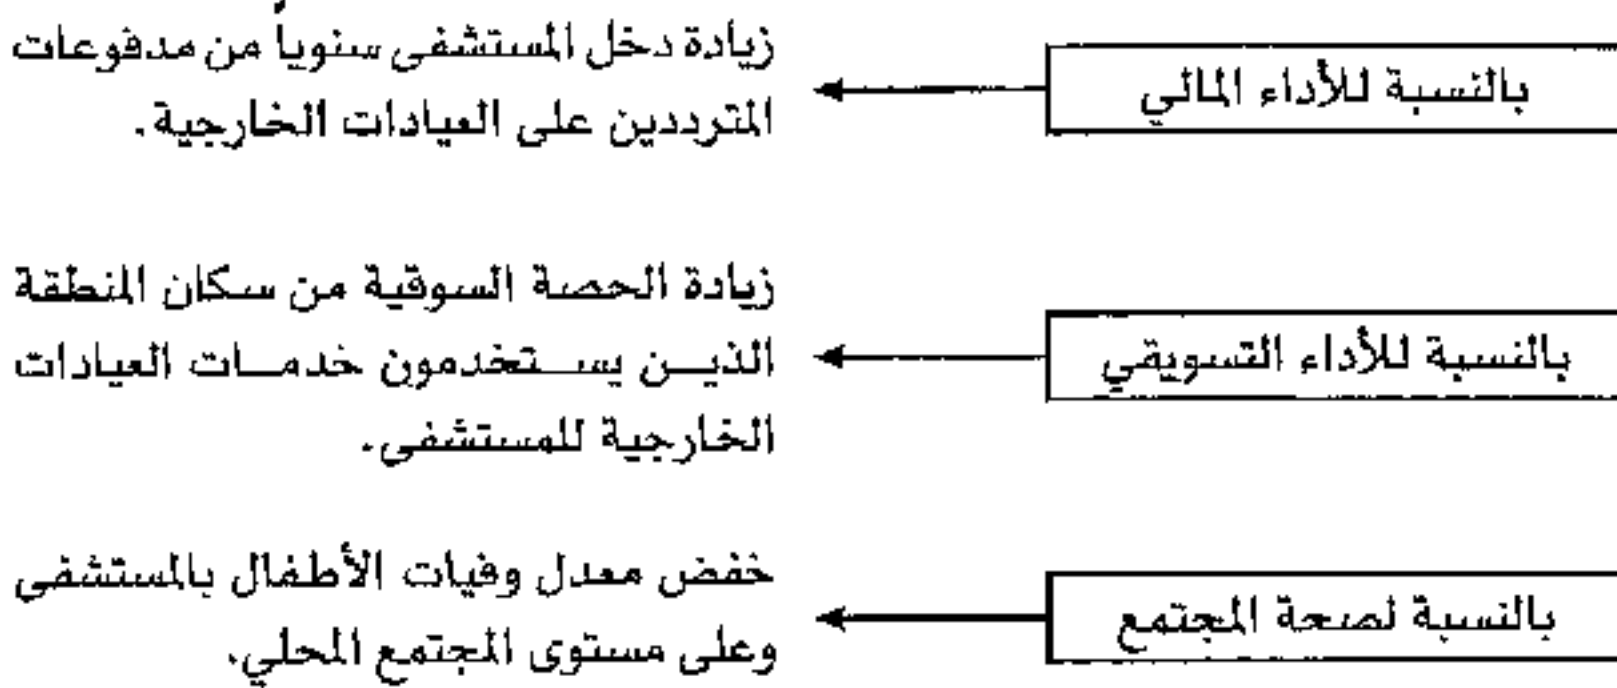 بالنسبة للأداء المالي
زيادة دخل المستشفى سنوياً من مدفوعات
المترددين على العيادات الخارجية.
بالنسبة للأداء التسويقي
زيادة الحصة السوقية من سكان المنطقة
الذين يستخدمون خدمات العيادات
الخارجية للمستشفى.
بالنسبة لصحة المجتمع
خفض معدل وفيات الأطفال بالمستشفى
وعلى مستوى المجتمع المحلي.